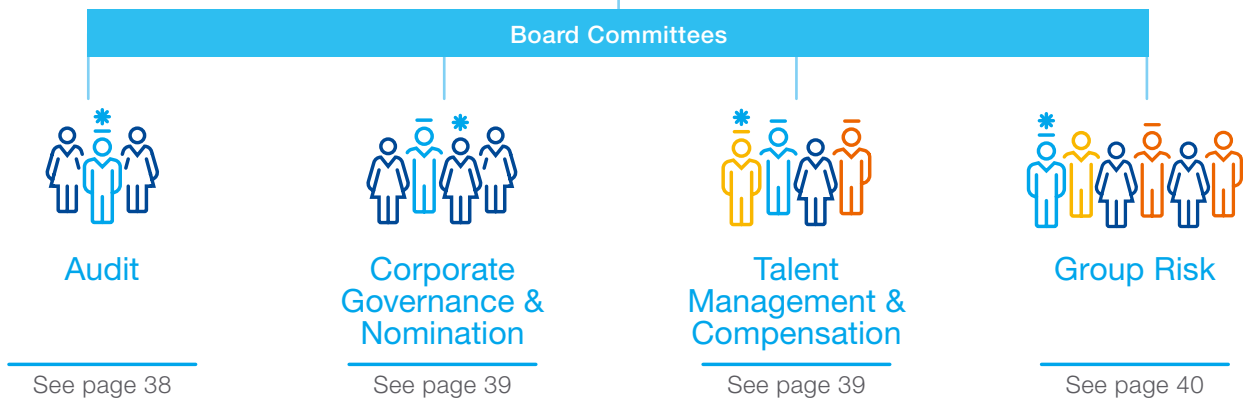 Board Committees
Audit
Corporate
Governance &
Nomination
Talent
Management &
Compensation
Group Risk
See page 38
See page 39
See page 39
See page 40